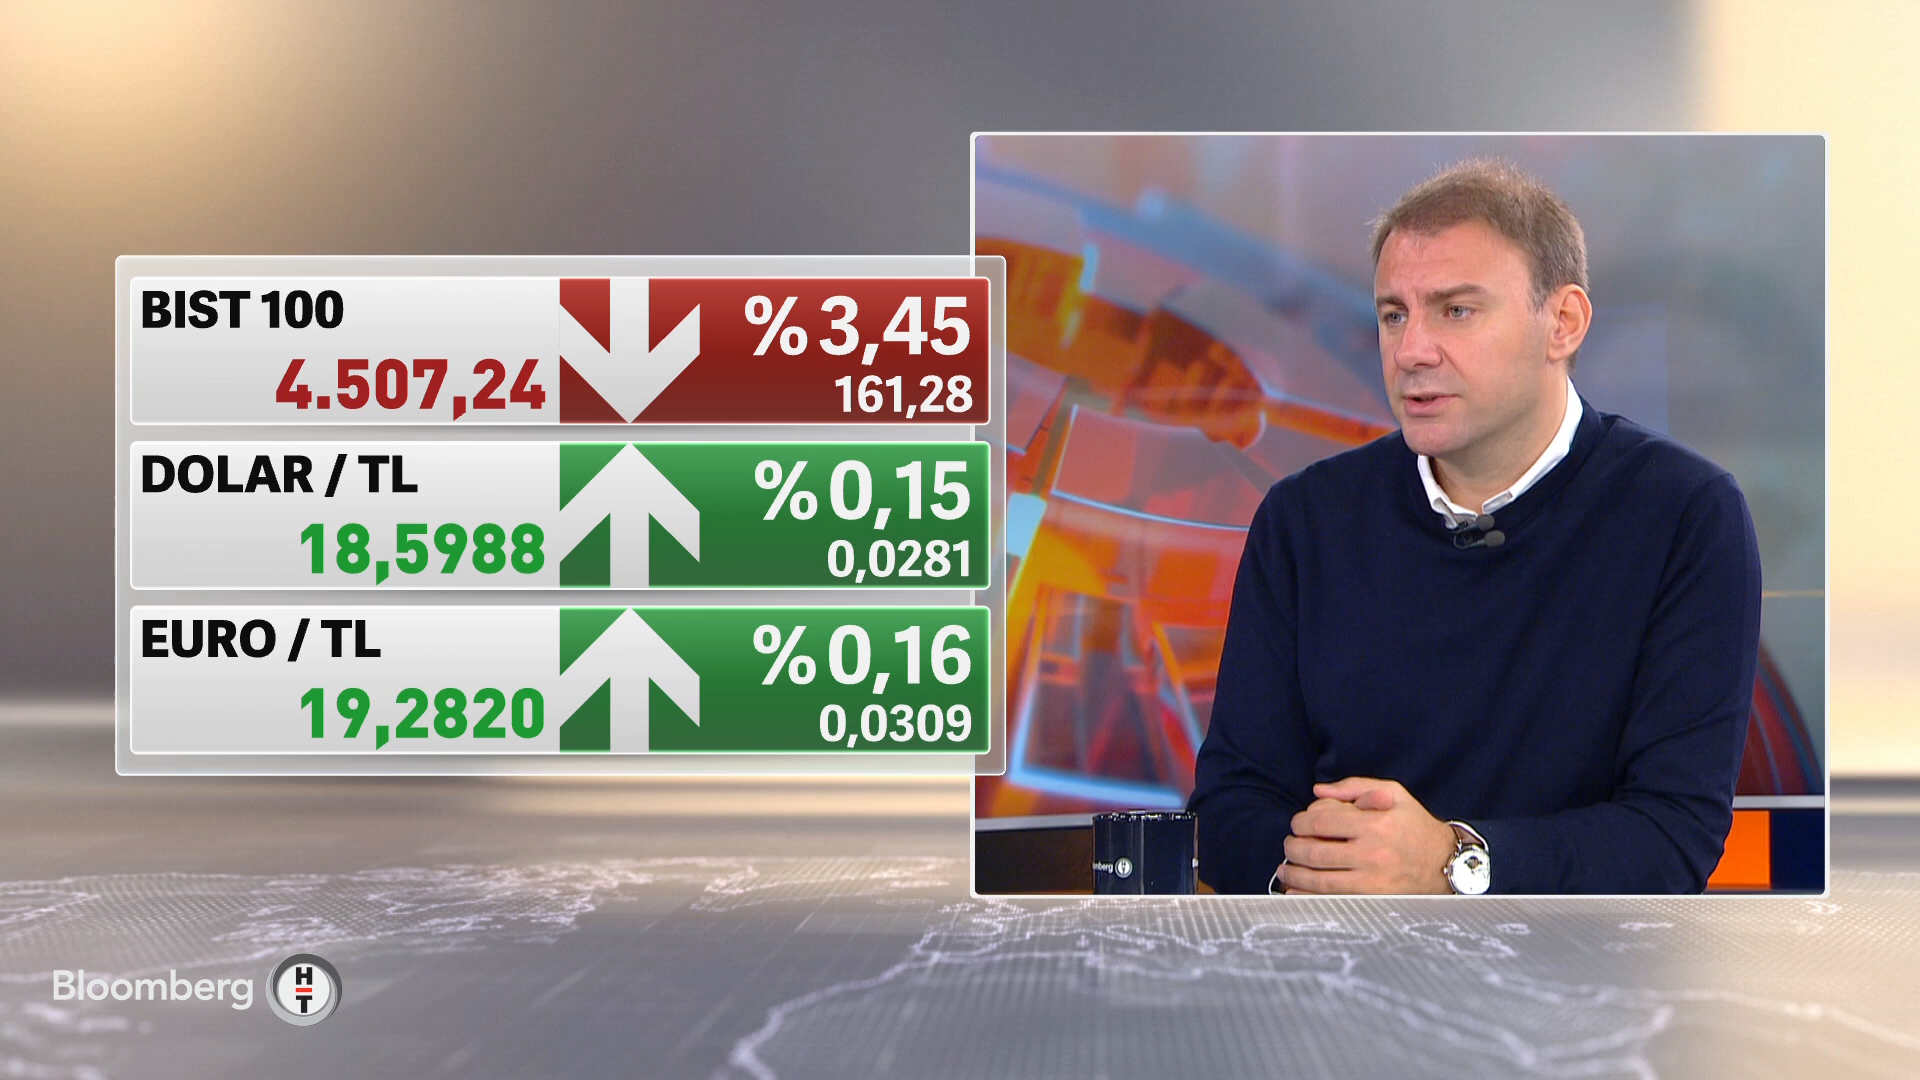 BIST 100
4.507,24
%3,45
161,28
DOLAR / TL
18,5988
%0,15
0,0281
EURO / TL
19,2820
%0,16
0,0309
Bloomberg HT